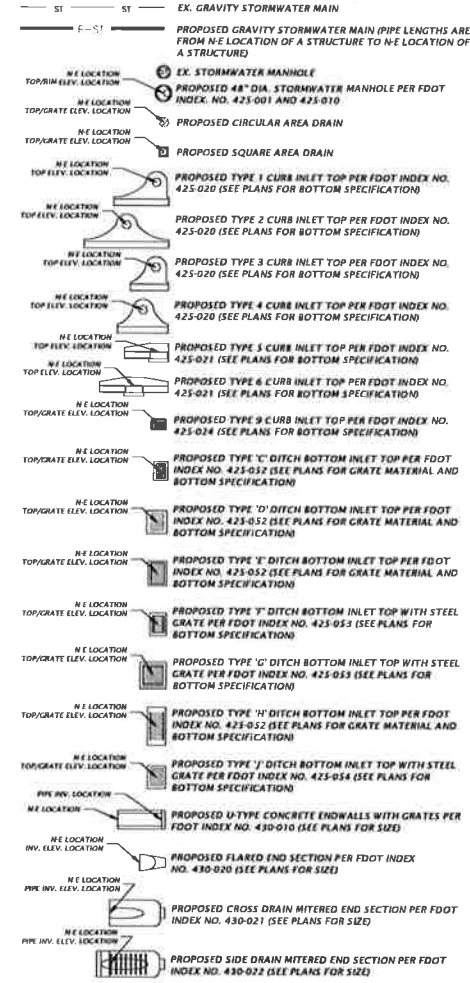 ST ST EX. GRAVITY STORMWATER MAIN
P-ST PROPOSED GRAVITY STORMWATER MAIN (PIPE LENGTHS ARE
FROM N-E LOCATION OF A STRUCTURE TO N-E LOCATION OF
A STRUCTURE)
EX. STORMWATER MANHOLE
N-E LOCATION
TOP/RIM ELEV. LOCATION
PROPOSED 48" DIA. STORMWATER MANHOLE PER FDOT
INDEX. NO. 425-001 AND 425-010
N-E LOCATION
TOP/GRATE ELEV. LOCATION
PROPOSED CIRCULAR AREA DRAIN
N-E LOCATION
TOP/GRATE ELEV. LOCATION
PROPOSED SQUARE AREA DRAIN
N-E LOCATION
TOP ELEV. LOCATION
PROPOSED TYPE 1 CURB INLET TOP PER FDOT INDEX NO.
425-020 (SEE PLANS FOR BOTTOM SPECIFICATION)
N-E LOCATION
TOP ELEV. LOCATION
PROPOSED TYPE 2 CURB INLET TOP PER FDOT INDEX NO.
425-020 (SEE PLANS FOR BOTTOM SPECIFICATION)
N-E LOCATION
TOP ELEV. LOCATION
PROPOSED TYPE 3 CURB INLET TOP PER FDOT INDEX NO.
425-020 (SEE PLANS FOR BOTTOM SPECIFICATION)
N-E LOCATION
TOP ELEV. LOCATION
PROPOSED TYPE 4 CURB INLET TOP PER FDOT INDEX NO.
425-020 (SEE PLANS FOR BOTTOM SPECIFICATION)
N-E LOCATION
TOP ELEV. LOCATION
PROPOSED TYPE 5 CURB INLET TOP PER FDOT INDEX NO.
425-021 (SEE PLANS FOR BOTTOM SPECIFICATION)
N-E LOCATION
TOP ELEV. LOCATION
PROPOSED TYPE 6 CURB INLET TOP PER FDOT INDEX NO.
425-021 (SEE PLANS FOR BOTTOM SPECIFICATION)
N-E LOCATION
TOP/GRATE ELEV. LOCATION
PROPOSED TYPE 9 CURB INLET TOP PER FDOT INDEX NO.
425-024 (SEE PLANS FOR BOTTOM SPECIFICATION)
N-E LOCATION
TOP/GRATE ELEV. LOCATION
PROPOSED TYPE 'C' DITCH BOTTOM INLET TOP PER FDOT
INDEX NO. 425-052 (SEE PLANS FOR GRATE MATERIAL AND
BOTTOM SPECIFICATION)
N-E LOCATION
TOP/GRATE ELEV. LOCATION
PROPOSED TYPE 'D' DITCH BOTTOM INLET TOP PER FDOT
INDEX NO. 425-052 (SEE PLANS FOR GRATE MATERIAL AND
BOTTOM SPECIFICATION)
N-E LOCATION
TOP/GRATE ELEV. LOCATION
PROPOSED TYPE 'E' DITCH BOTTOM INLET TOP PER FDOT
INDEX NO. 425-052 (SEE PLANS FOR GRATE MATERIAL AND
BOTTOM SPECIFICATION)
N-E LOCATION
TOP/GRATE ELEV. LOCATION
PROPOSED TYPE 'F' DITCH BOTTOM INLET TOP WITH STEEL
GRATE PER FDOT INDEX NO. 425-053 (SEE PLANS FOR
BOTTOM SPECIFICATION)
N-E LOCATION
TOP/GRATE ELEV. LOCATION
PROPOSED TYPE 'G' DITCH BOTTOM INLET TOP WITH STEEL
GRATE PER FDOT INDEX NO. 425-053 (SEE PLANS FOR
BOTTOM SPECIFICATION)
N-E LOCATION
TOP/GRATE ELEV. LOCATION
PROPOSED TYPE 'H' DITCH BOTTOM INLET TOP PER FDOT
INDEX NO. 425-052 (SEE PLANS FOR GRATE MATERIAL AND
BOTTOM SPECIFICATION)
N-E LOCATION
TOP/GRATE ELEV. LOCATION
PROPOSED TYPE 'J' DITCH BOTTOM INLET TOP WITH STEEL
GRATE PER FDOT INDEX NO. 425-054 (SEE PLANS FOR
BOTTOM SPECIFICATION)
PIPE INV. LOCATION
N-E LOCATION
PROPOSED U-TYPE CONCRETE ENDWALLS WITH GRATES PER
FDOT INDEX NO. 430-010 (SEE PLANS FOR SIZE)
N-E LOCATION
INV. ELEV. LOCATION
PROPOSED FLARED END SECTION PER FDOT INDEX
NO. 430-020 (SEE PLANS FOR SIZE)
N-E LOCATION
PIPE INV. ELEV. LOCATION
PROPOSED CROSS DRAIN MITERED END SECTION PER FDOT
INDEX NO. 430-021 (SEE PLANS FOR SIZE)
N-E LOCATION
PIPE INV. ELEV. LOCATION
PROPOSED SIDE DRAIN MITERED END SECTION PER FDOT
INDEX NO. 430-022 (SEE PLANS FOR SIZE)